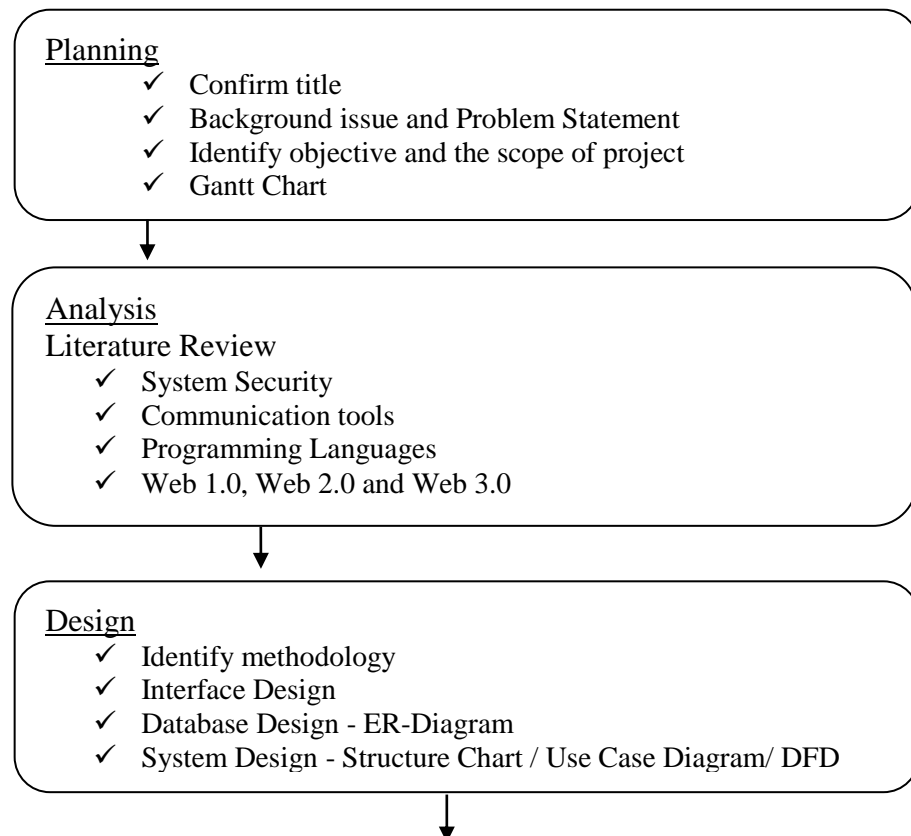 Planning
✓ Confirm title
✓ Background issue and Problem Statement
✓ Identify objective and the scope of project
✓ Gantt Chart
Analysis
Literature Review
✓ System Security
✓ Communication tools
✓ Programming Languages
✓ Web 1.0, Web 2.0 and Web 3.0
Design
✓ Identify methodology
✓ Interface Design
✓ Database Design - ER-Diagram
✓ System Design - Structure Chart / Use Case Diagram/ DFD